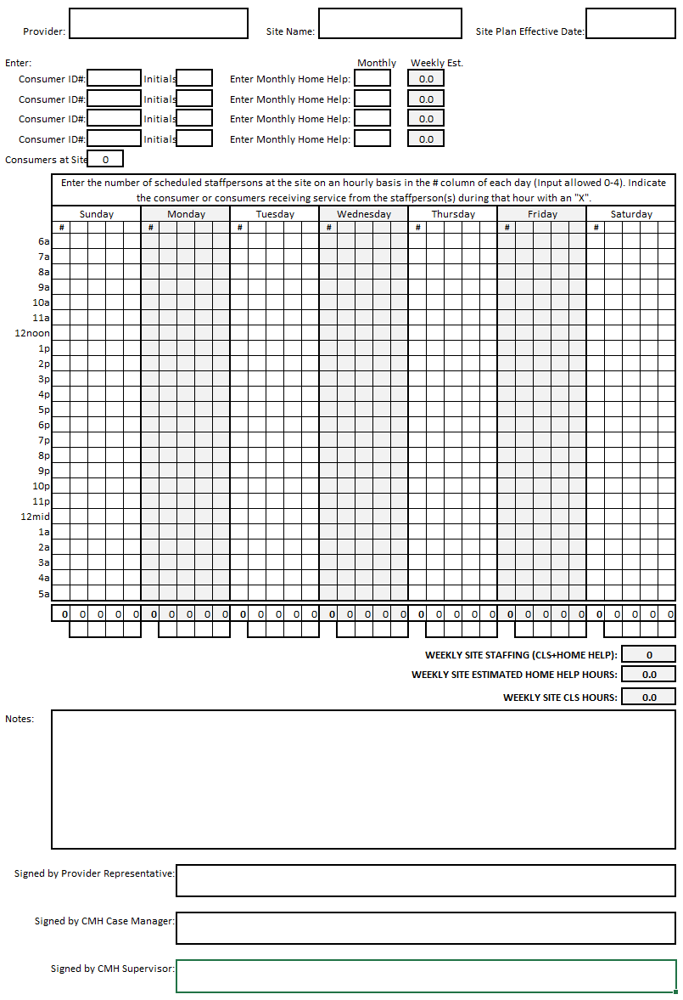 Provider: Site Name: Site Plan Effective Date:
Enter: Monthly Weekly Est.
Consumer ID#: Initials Enter Monthly Home Help: 0.0
Consumer ID#: Initials Enter Monthly Home Help: 0.0
Consumer ID#: Initials Enter Monthly Home Help: 0.0
Consumer ID#: Initials Enter Monthly Home Help: 0.0
Consumers at Site 0
Enter the number of scheduled staffpersons at the site on an hourly basis in the # column of each day (Input allowed 0-4). Indicate
the consumer or consumers receiving service from the staffperson(s) during that hour with an "X".
Sunday Monday Tuesday Wednesday Thursday Friday Saturday
# # # # # # #
6a
7a
8a
9a
10a
11a
12noon
1p
2p
3p
4p
5p
6p
7p
8p
9p
10p
11p
12mid
1a
2a
3a
4a
5a
0 0 0 0 0 0 0 0 0 0 0 0 0 0 0 0 0 0 0 0 0 0 0 0 0 0 0 0 0 0 0 0 0 0 0
WEEKLY SITE STAFFING (CLS+HOME HELP): 0
WEEKLY SITE ESTIMATED HOME HELP HOURS: 0.0
WEEKLY SITE CLS HOURS: 0.0
Notes:
Signed by Provider Representative:
Signed by CMH Case Manager:
Signed by CMH Supervisor: